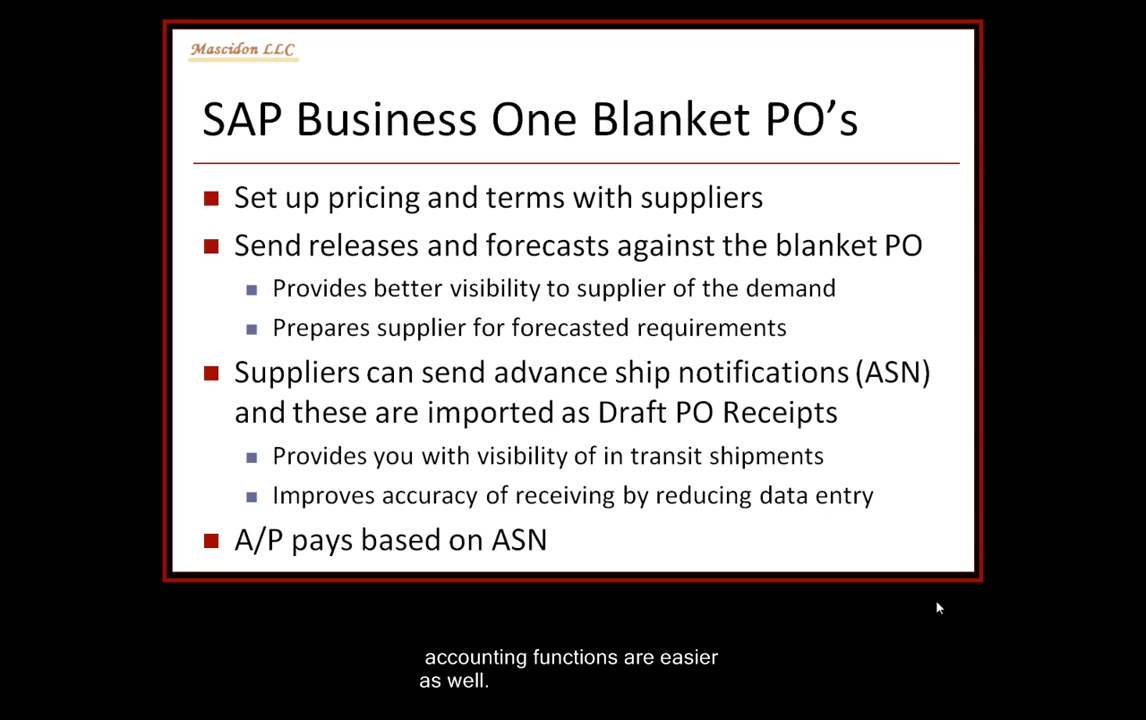 Mascidon LLC
SAP Business One Blanket PO’s
Set up pricing and terms with suppliers
Send releases and forecasts against the blanket PO
Provides better visibility to supplier of the demand
Prepares supplier for forecasted requirements
Suppliers can send advance ship notifications (ASN)
and these are imported as Draft PO Receipts
Provides you with visibility of in transit shipments
Improves accuracy of receiving by reducing data entry
A/P pays based on ASN
accounting functions are easier
as well.